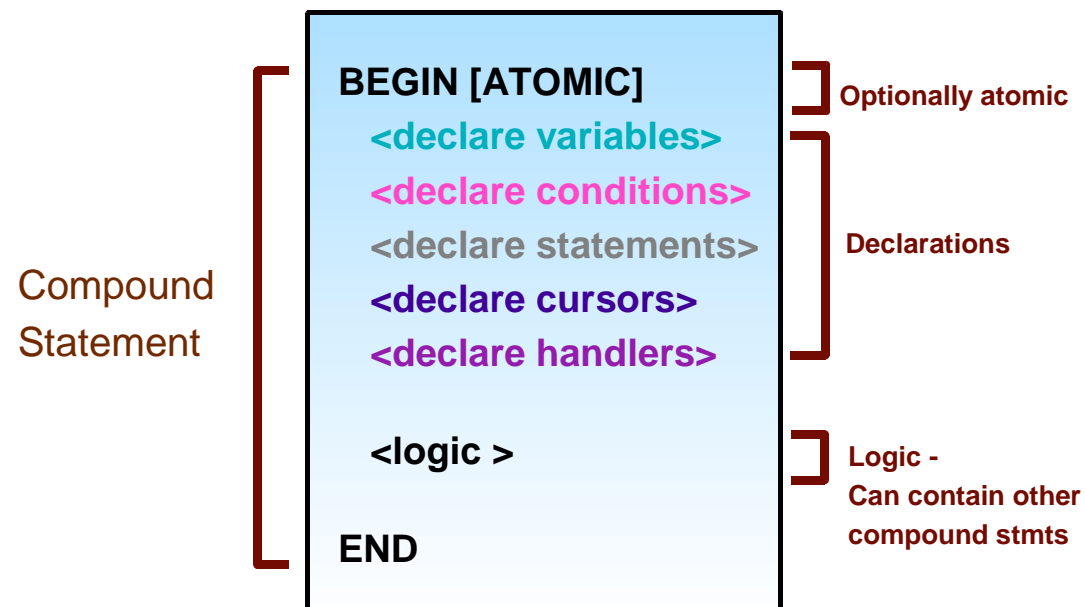 Compound
Statement
BEGIN [ATOMIC]
<declare variables>
<declare conditions>
<declare statements>
<declare cursors>
<declare handlers>
<logic >
END
Optionally atomic
Declarations
Logic -
Can contain other
compound stmts